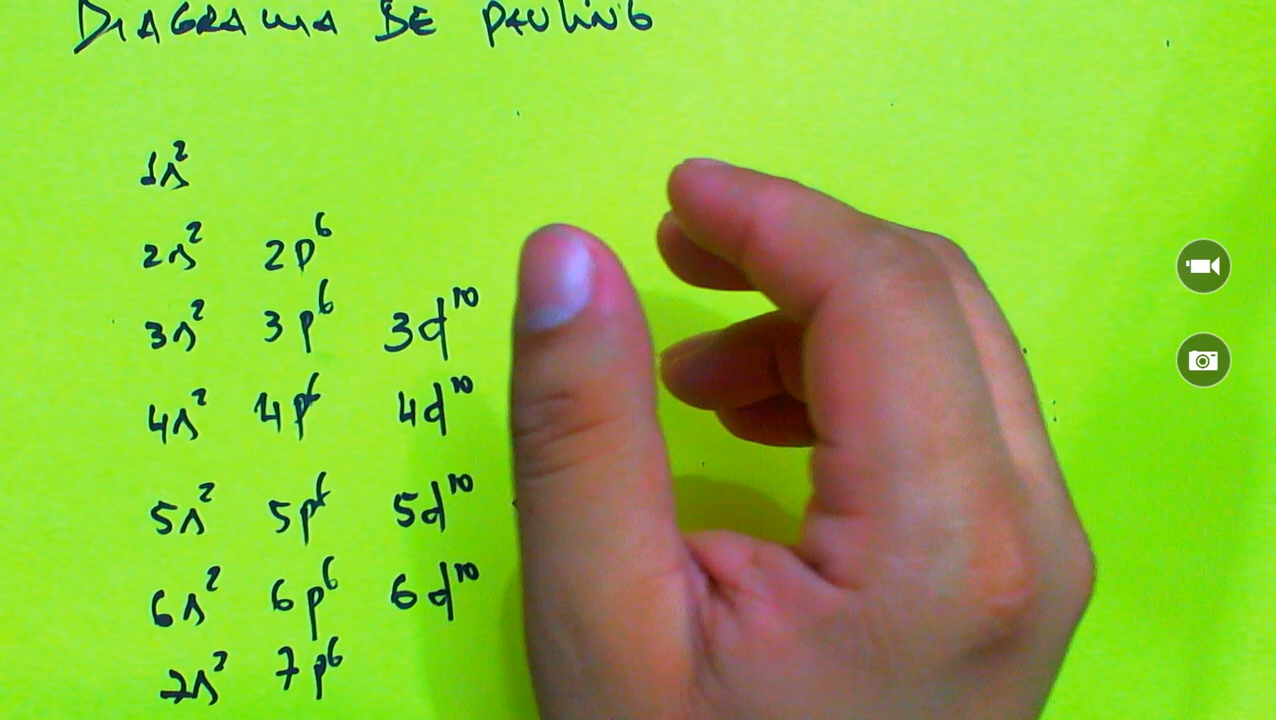 DIAGRAMA DE PAULING
1s²
2s² 2p⁶
3s² 3p⁶ 3d¹⁰
4s² 4p⁶ 4d¹⁰
5s² 5p⁶ 5d¹⁰
6s² 6p⁶ 6d¹⁰
7s² 7p⁶